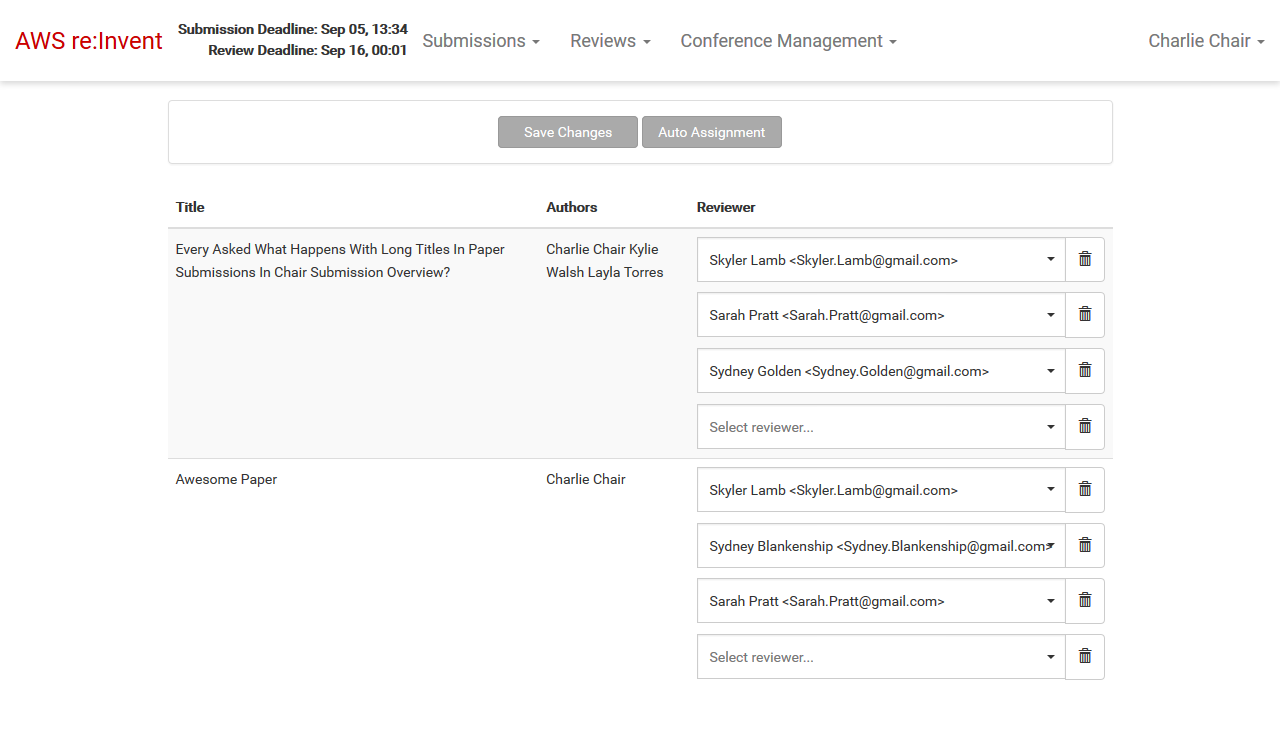 AWS re:Invent
Submission Deadline: Sep 05, 13:34
Review Deadline: Sep 16, 00:01
Submissions
Reviews
Conference Management
Charlie Chair
Save Changes
Auto Assignment
Title
Authors
Reviewer
Every Asked What Happens With Long Titles In Paper
Submissions In Chair Submission Overview?
Charlie Chair Kylie
Walsh Layla Torres
Skyler Lamb <Skyler.Lamb@gmail.com>
Sarah Pratt <Sarah.Pratt@gmail.com>
Sydney Golden <Sydney.Golden@gmail.com>
Select reviewer...
Awesome Paper
Charlie Chair
Skyler Lamb <Skyler.Lamb@gmail.com>
Sydney Blankenship <Sydney.Blankenship@gmail.com>
Sarah Pratt <Sarah.Pratt@gmail.com>
Select reviewer...